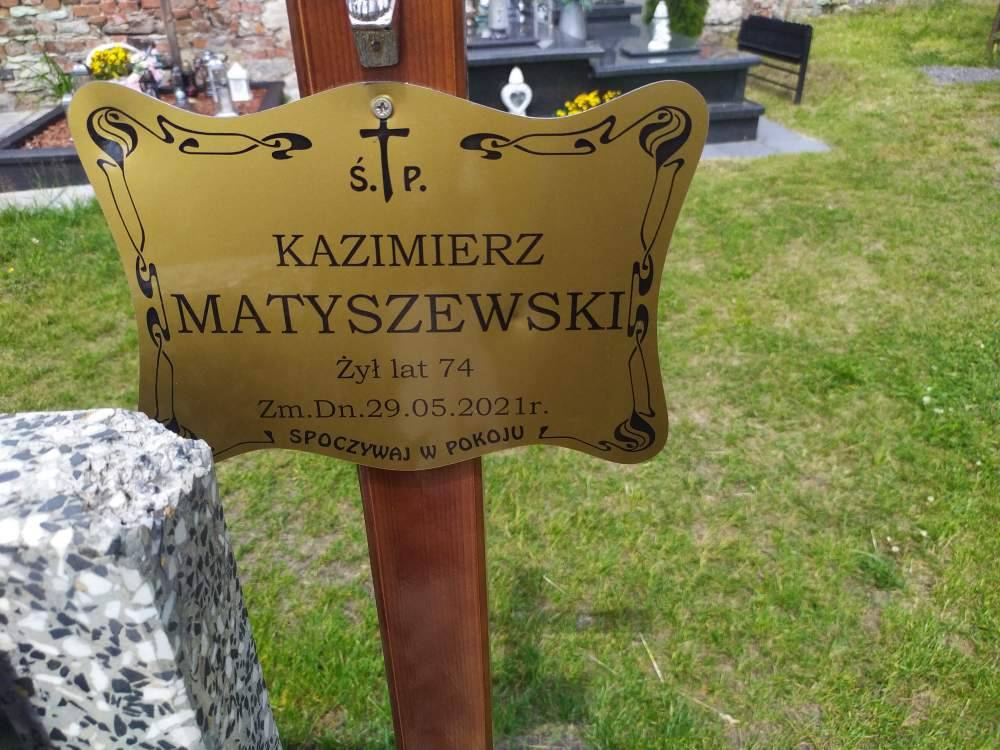 Ś. P.
KAZIMIERZ
MATYSZEWSKI
Żył lat 74
Zm.Dn.29.05.2021r.
SPOCZYWAJ W POKOJU